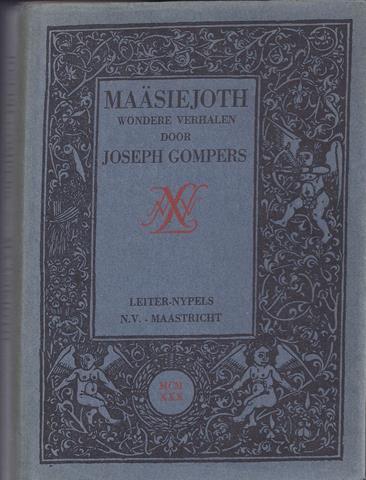 MAÄSIEJOTH
WONDERE VERHALEN
DOOR
JOSEPH GOMPERS
LEITER-NYPELS
N.V. - MAASTRICHT
MCM
XXX